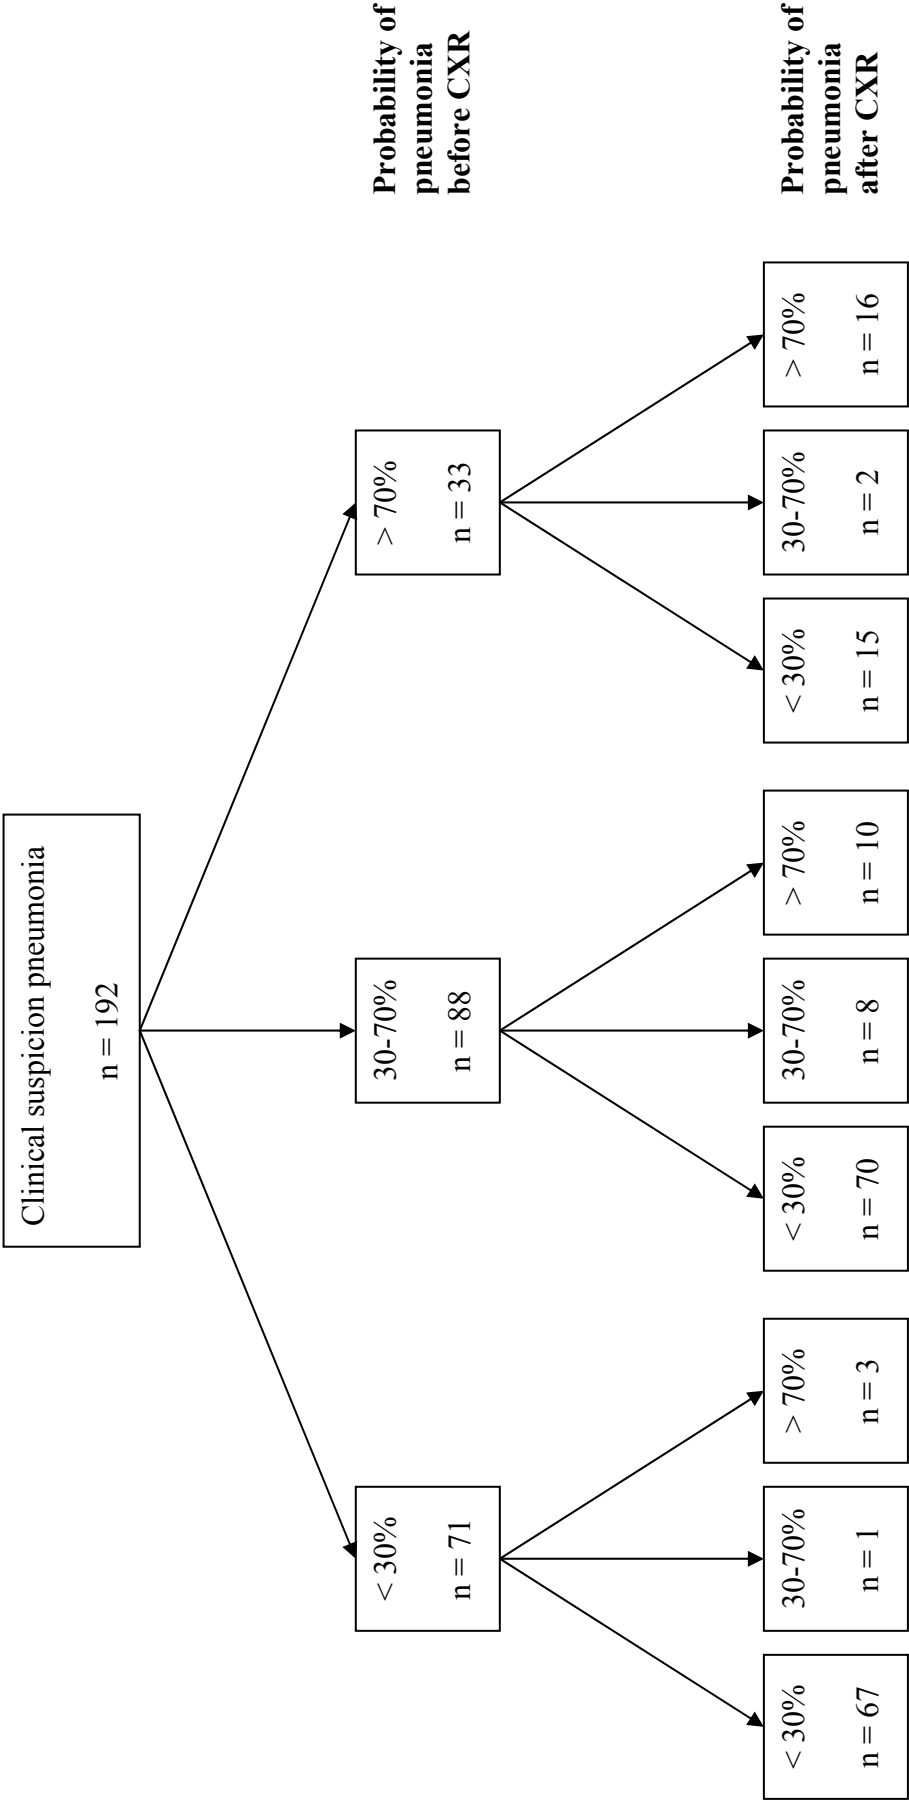 Clinical suspicion pneumonia
n = 192
< 30%
n = 71
30-70%
n = 88
> 70%
n = 33
Probability of
pneumonia
before CXR
< 30%
n = 67
30-70%
n = 1
> 70%
n = 3
< 30%
n = 70
30-70%
n = 8
> 70%
n = 10
< 30%
n = 15
30-70%
n = 2
> 70%
n = 16
Probability of
pneumonia
after CXR